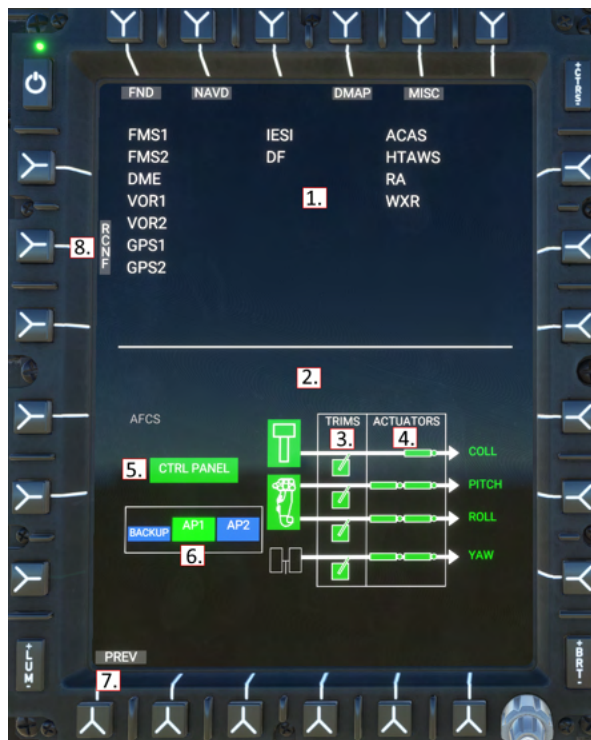 FND NAVD DMAP MISC
+CTRS-
FMS1 IESI ACAS
FMS2 DF HTAWS
DME RA
VOR1 1. WXR
VOR2
8. RCNF
GPS1
GPS2
2.
AFCS TRIMS ACTUATORS
3. 4.
COLL
5. CTRL PANEL PITCH
ROLL
BACKUP AP1 AP2
6. YAW
+LUM- +BRT-
PREV
7.